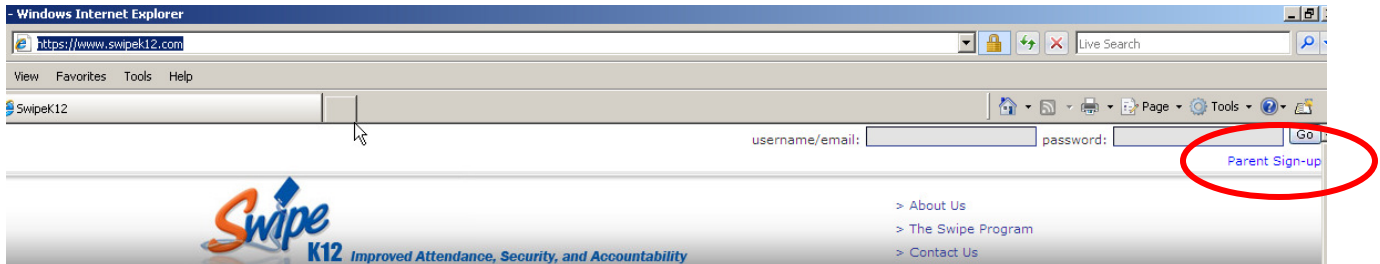 - Windows Internet Explorer
https://www.swipek12.com
Live Search
View Favorites Tools Help
SwipeK12
Page Tools
username/email: password: Go
Parent Sign-up
Swipe
K12 Improved Attendance, Security, and Accountability
> About Us
> The Swipe Program
> Contact Us